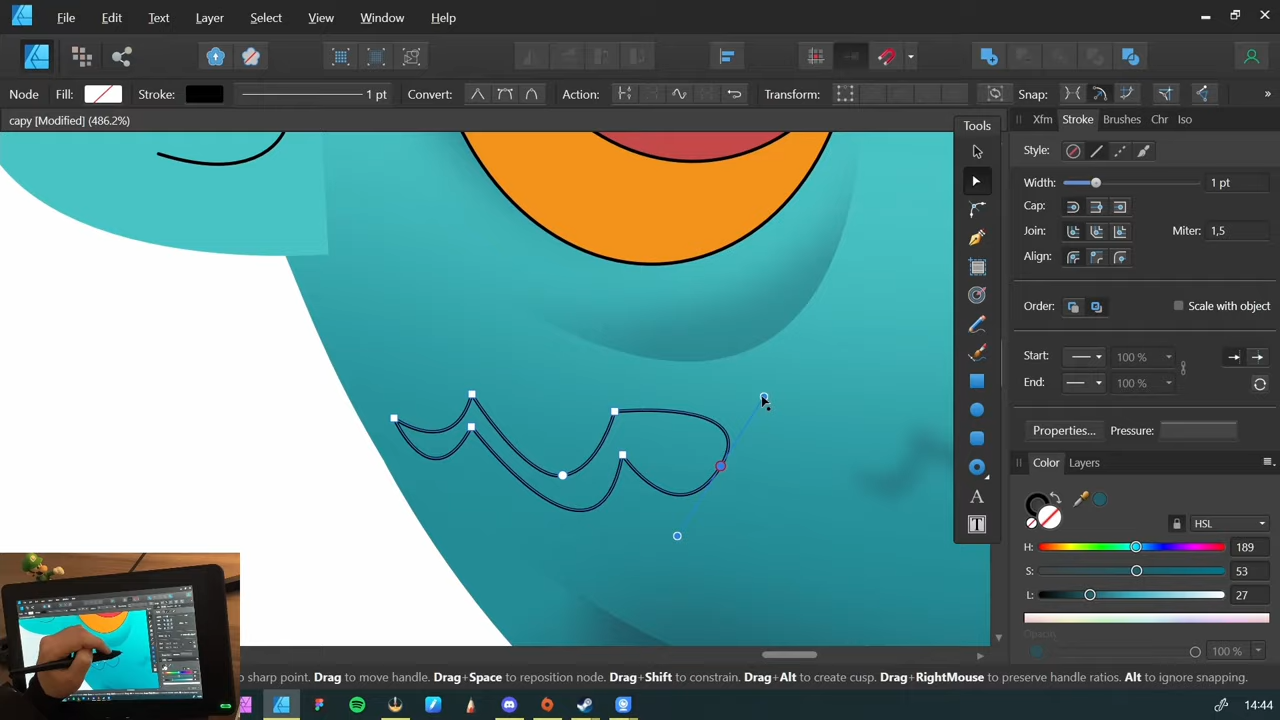 File Edit Text Layer Select View Window Help
Node Fill: Stroke: 1 pt Convert: Action: Transform: Snap: »
capy [Modified] (486.2%)
Tools
Xfm Stroke Brushes Chr Iso
Style:
Width: 1 pt
Cap:
Join: Miter: 1,5
Align:
Order: Scale with object
Start: 100 %
End: 100 %
Properties... Pressure:
Color Layers
HSL
H: 189
S: 53
L: 27
Opacity
100 %
A
T
o sharp point. Drag to move handle. Drag+Space to reposition node. Drag+Shift to constrain. Drag+Alt to create cusp. Drag+RightMouse to preserve handle ratios. Alt to ignore snapping.
14:44